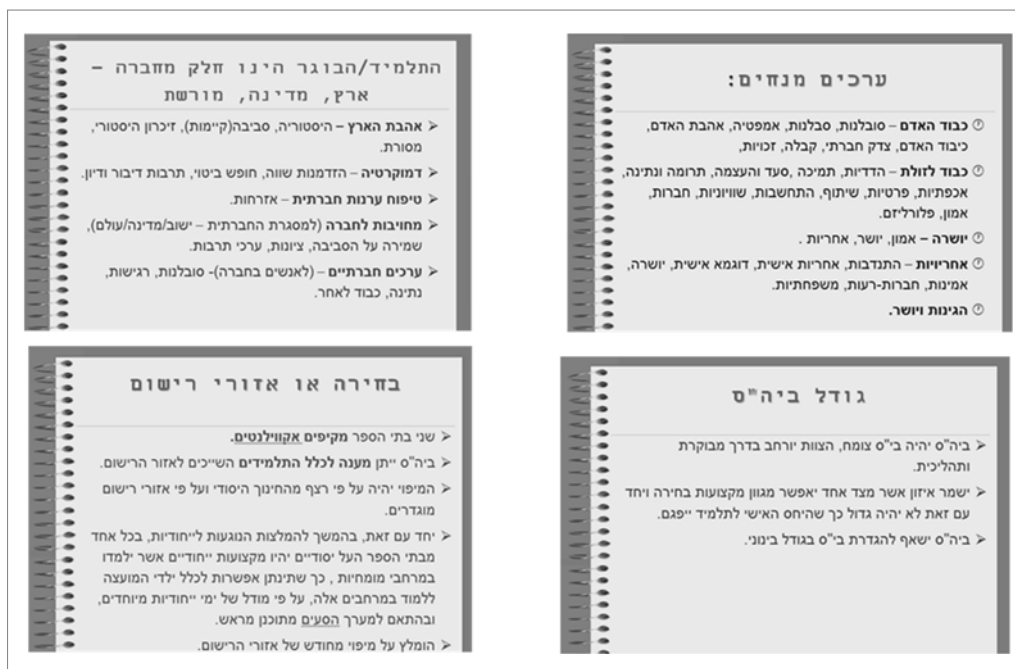 ערכים מנחים:
כבוד האדם – סובלנות, סבלנות, אמפטיה, אהבת האדם,
כיבוד האדם, צדק חברתי, קבלה, זכויות,
כבוד לזולת – הדדיות, תמיכה ,סעד והעצמה, תרומה ונתינה,
אכפתיות, פרטיות, שיתוף, התחשבות, שוויוניות, חברות,
אמון, פלורליזם.
יושרה – אמון, יושר, אחריות .
אחריויות – התנדבות, אחריות אישית, דוגמא אישית, יושרה,
אמינות, חברות-רעות, משפחתיות.
הגינות ויושר.
התלמיד/הבוגר הינו חלק מחברה –
ארץ, מדינה, מורשת
אהבת הארץ – היסטוריה, סביבה(קיימות), זיכרון היסטורי,
מסורת.
דמוקרטיה – הזדמנות שווה, חופש ביטוי, תרבות דיבור ודיון.
טיפוח ערנות חברתית – אזרחות.
מחויבות לחברה (למסגרת החברתית – ישוב/מדינה/עולם),
שמירה על הסביבה, ציונות, ערכי תרבות.
ערכים חברתיים – (לאנשים בחברה)- סובלנות, רגישות,
נתינה, כבוד לאחר.
גודל ביה"ס
ביה"ס יהיה בי"ס צומח, הצוות יורחב בדרך מבוקרת
ותהליכית.
ישמר איזון אשר מצד אחד יאפשר מגוון מקצועות בחירה ויחד
עם זאת לא יהיה גדול כך שהיחס האישי לתלמיד ייפגם.
ביה"ס ישאף להגדרת בי"ס בגודל בינוני.
בחירה או אזורי רישום
שני בתי הספר מקיפים אקווילנטים.
ביה"ס ייתן מענה לכלל התלמידים השייכים לאזור הרישום.
המיפוי יהיה על פי רצף מהחינוך היסודי ועל פי אזורי רישום
מוגדרים.
יחד עם זאת, בהמשך להמלצות הנוגעות לייחודיות, בכל אחד
מבתי הספר העל יסודיים יהיו מקצועות ייחודיים אשר ילמדו
במרחבי מומחיות , כך שתינתן אפשרות לכלל ילדי המועצה
ללמוד במרחבים אלה, על פי מודל של ימי ייחודיות מיוחדים,
ובהתאם למערך הסעים מתוכנן מראש.
הומלץ על מיפוי מחודש של אזורי הרישום.